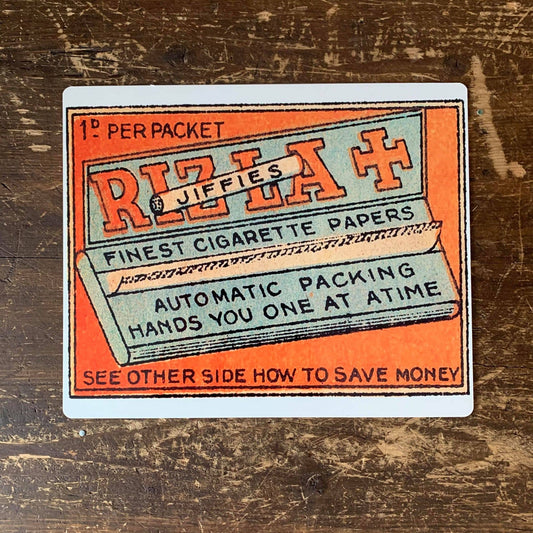 1D PER PACKET
RIZLA +
JIFFIES
FINEST CIGARETTE PAPERS
AUTOMATIC PACKING
HANDS YOU ONE AT ATIME
SEE OTHER SIDE HOW TO SAVE MONEY